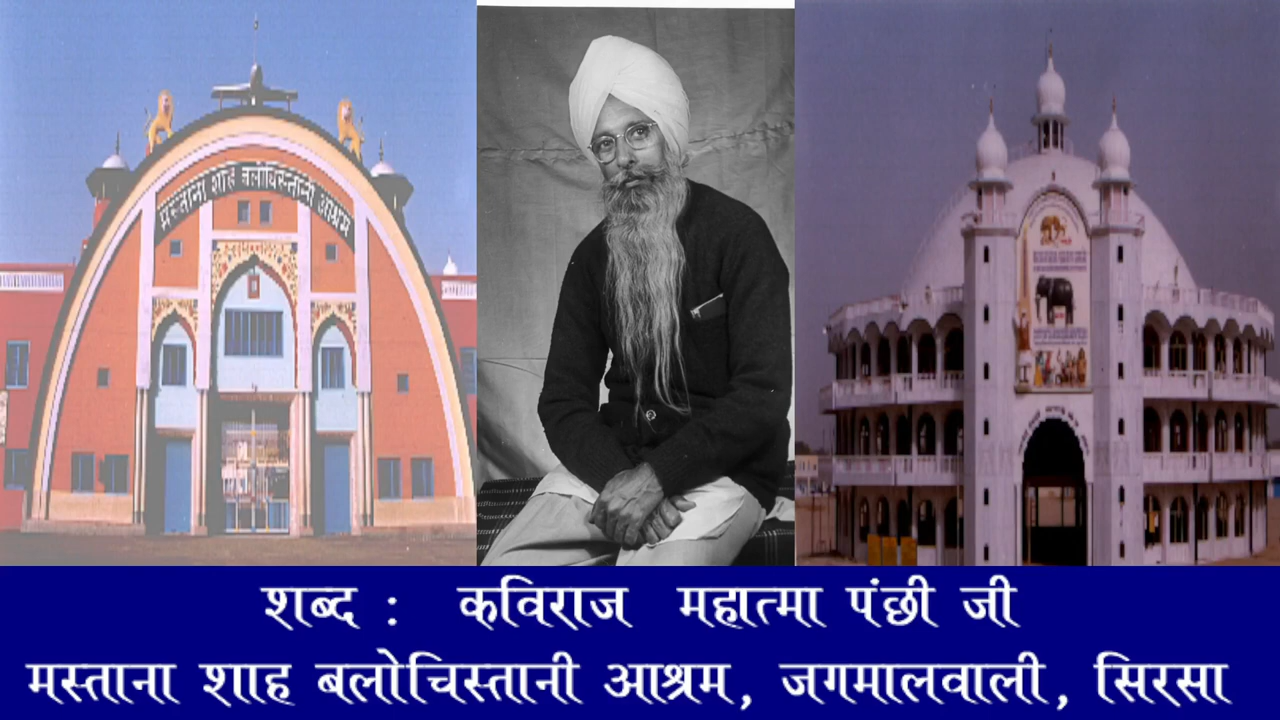 मस्ताना शाह बलोचिस्तानी आश्रम
शब्द : कविराज महात्मा पंछी जी
मस्ताना शाह बलोचिस्तानी आश्रम, जगमालवाली, सिरसा